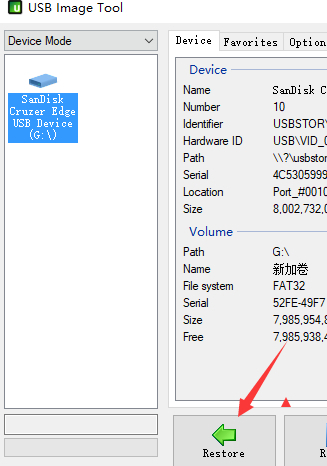 USB Image Tool
Device Mode
SanDisk
Cruzer Edge
USB Device
(G:\)
Device
Favorites
Option
Device
Name SanDisk C
Number 10
Identifier USBSTOR\
Hardware ID USB\VID_0
Path \\?\usbstor
Serial 4C5305999
Location Port_#0010
Size 8,002,732,0
Volume
Path G:\
Name 新加卷
File system FAT32
Serial 52FE-49F7
Size 7,985,954,8
Free 7,985,938,4
Restore
R